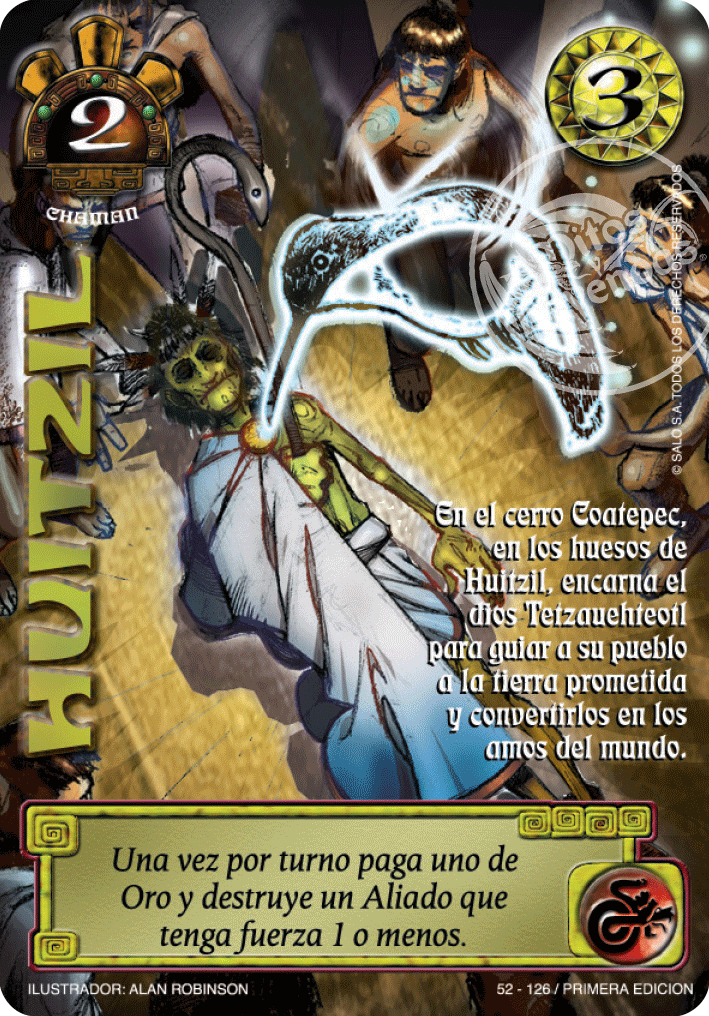 2
3
CHAMAN
HUITZIL
© SALO S.A. TODOS LOS DERECHOS RESERVADOS
En el cerro Coatepec,
en los huesos de
Huitzil, encarna el
dios Tetzauehteotl
para guiar a su pueblo
a la tierra prometida
y convertirlos en los
amos del mundo.
Una vez por turno paga uno de
Oro y destruye un Aliado que
tenga fuerza 1 o menos.
ILUSTRADOR: ALAN ROBINSON
52 - 126 / PRIMERA EDICION